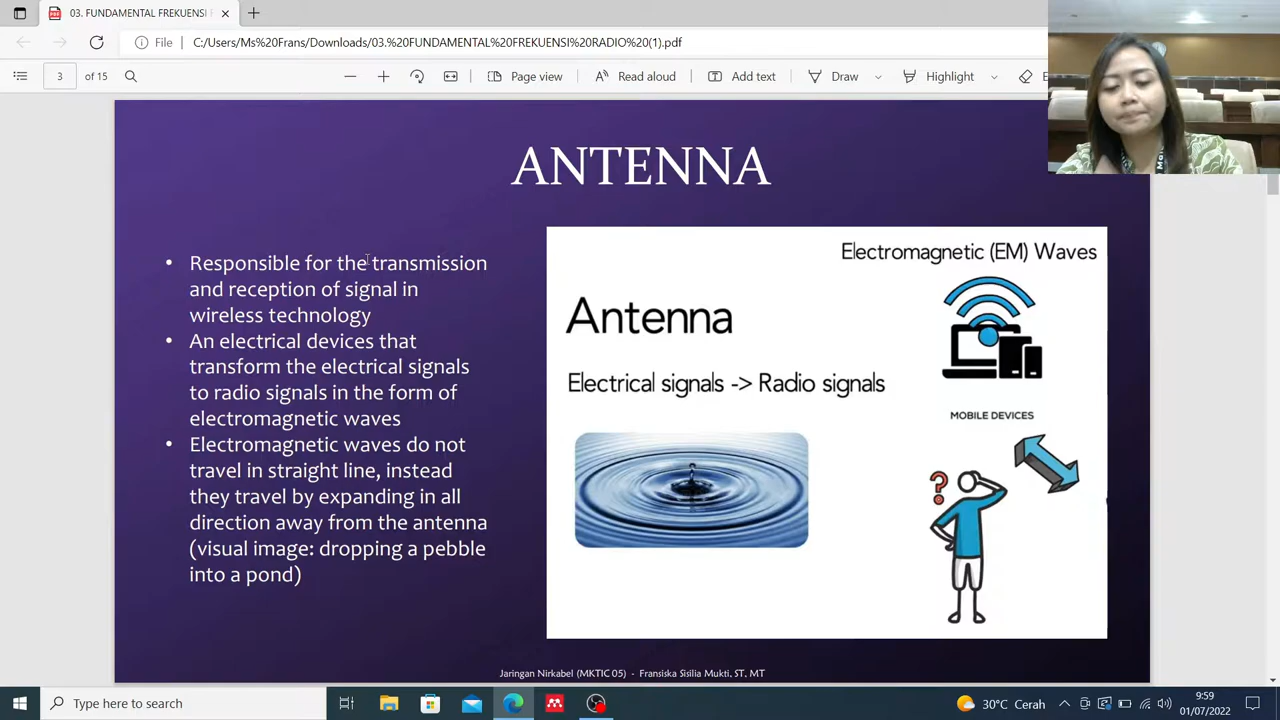 03. FUNDAMENTAL FREKUENSI
File
C:/Users/Ms%20Frans/Downloads/03.%20FUNDAMENTAL%20FREKUENSI%20RADIO%20(1).pdf
3 of 15
Page view
Read aloud
Add text
Draw
Highlight
ANTENNA
• Responsible for the transmission
and reception of signal in
wireless technology
• An electrical devices that
transform the electrical signals
to radio signals in the form of
electromagnetic waves
• Electromagnetic waves do not
travel in straight line, instead
they travel by expanding in all
direction away from the antenna
(visual image: dropping a pebble
into a pond)
Electromagnetic (EM) Waves
Antenna
Electrical signals -> Radio signals
MOBILE DEVICES
?
Jaringan Nirkabel (MKTIC 05) - Fransiska Sisilia Mukti, ST, MT
Type here to search
30°C Cerah
9:59
01/07/2022